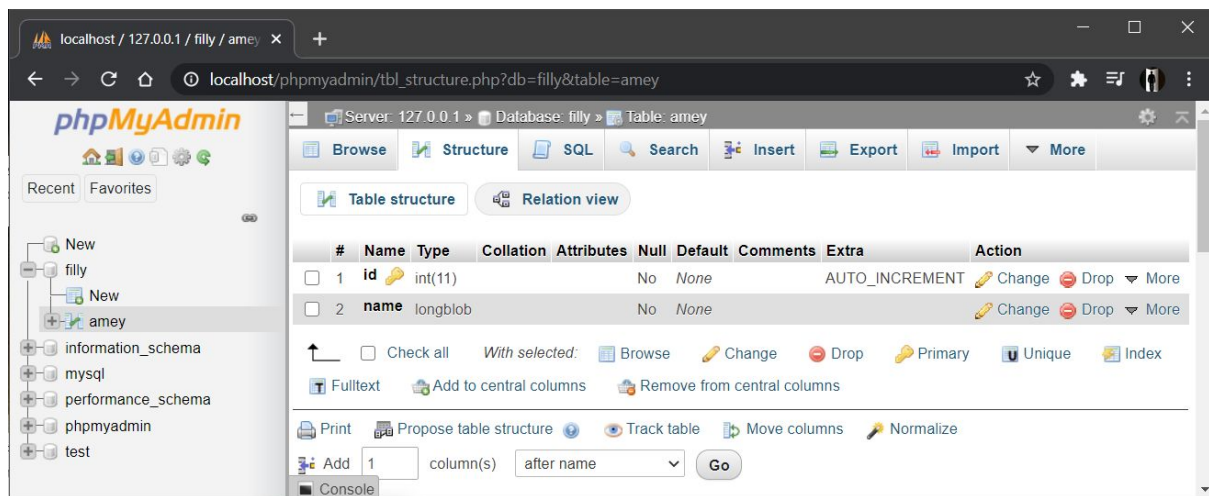 localhost / 127.0.0.1 / filly / amey
localhost/phpmyadmin/tbl_structure.php?db=filly&table=amey
phpMyAdmin
Recent Favorites
New
filly
New
amey
information_schema
mysql
performance_schema
phpmyadmin
test
Server: 127.0.0.1 » Database: filly » Table: amey
Browse Structure SQL Search Insert Export Import More
Table structure Relation view
# Name Type Collation Attributes Null Default Comments Extra Action
1 id int(11) No None AUTO_INCREMENT Change Drop More
2 name longblob No None Change Drop More
Check all With selected: Browse Change Drop Primary Unique Index
Fulltext Add to central columns Remove from central columns
Print Propose table structure Track table Move columns Normalize
Add 1 column(s) after name Go
Console